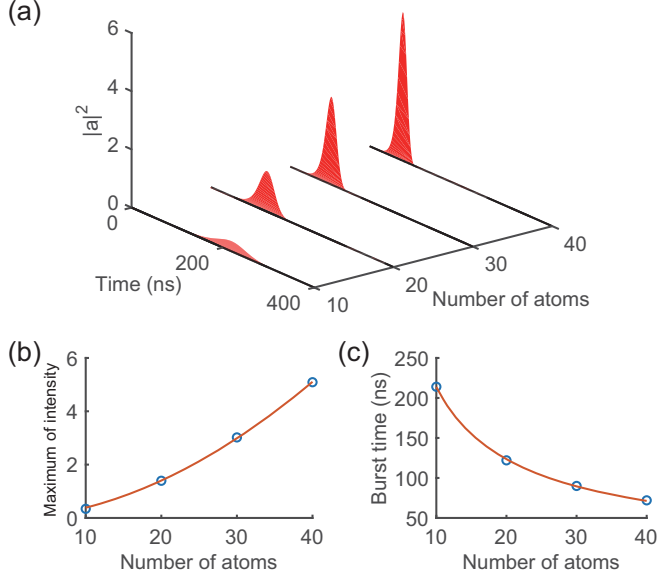 (a)
6
4
2
0
|a|²
0
200
400
Time (ns)
10
20
30
40
Number of atoms
(b)
6
4
2
0
Maximum of intensity
10 20 30 40
Number of atoms
(c)
250
200
150
100
50
Burst time (ns)
10 20 30 40
Number of atoms